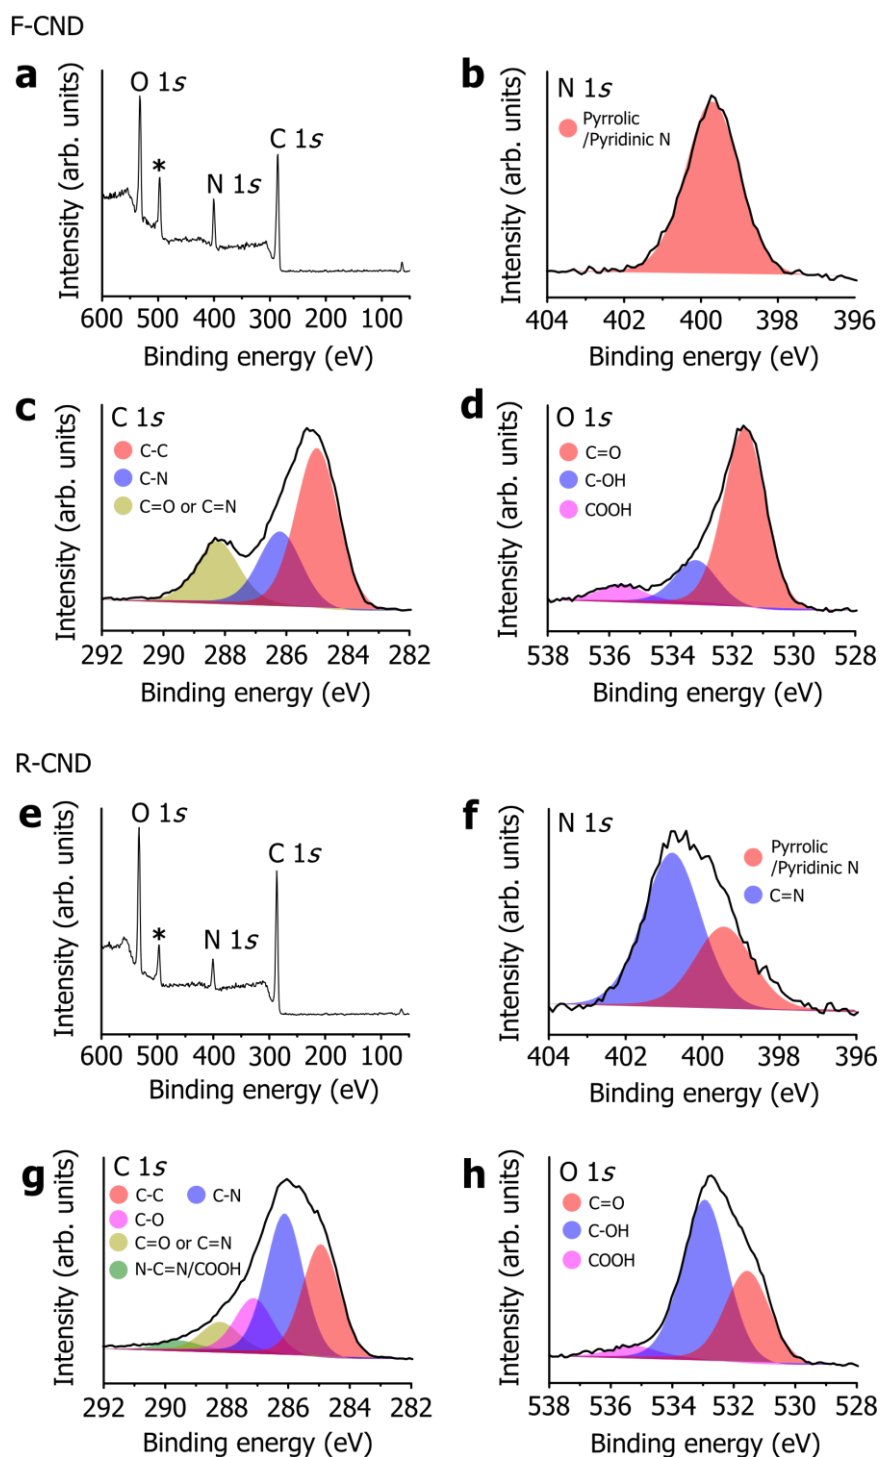 F-CND
a
O 1s
*
N 1s
C 1s
Intensity (arb. units)
600 500 400 300 200 100
Binding energy (eV)
b
N 1s
Pyrrolic
/Pyridinic N
Intensity (arb. units)
404 402 400 398 396
Binding energy (eV)
c
C 1s
C-C
C-N
C=O or C=N
Intensity (arb. units)
292 290 288 286 284 282
Binding energy (eV)
d
O 1s
C=O
C-OH
COOH
Intensity (arb. units)
538 536 534 532 530 528
Binding energy (eV)
R-CND
e
O 1s
*
N 1s
C 1s
Intensity (arb. units)
600 500 400 300 200 100
Binding energy (eV)
f
N 1s
Pyrrolic
/Pyridinic N
C=N
Intensity (arb. units)
404 402 400 398 396
Binding energy (eV)
g
C 1s
C-C C-N
C-O
C=O or C=N
N-C=N/COOH
Intensity (arb. units)
292 290 288 286 284 282
Binding energy (eV)
h
O 1s
C=O
C-OH
COOH
Intensity (arb. units)
538 536 534 532 530 528
Binding energy (eV)